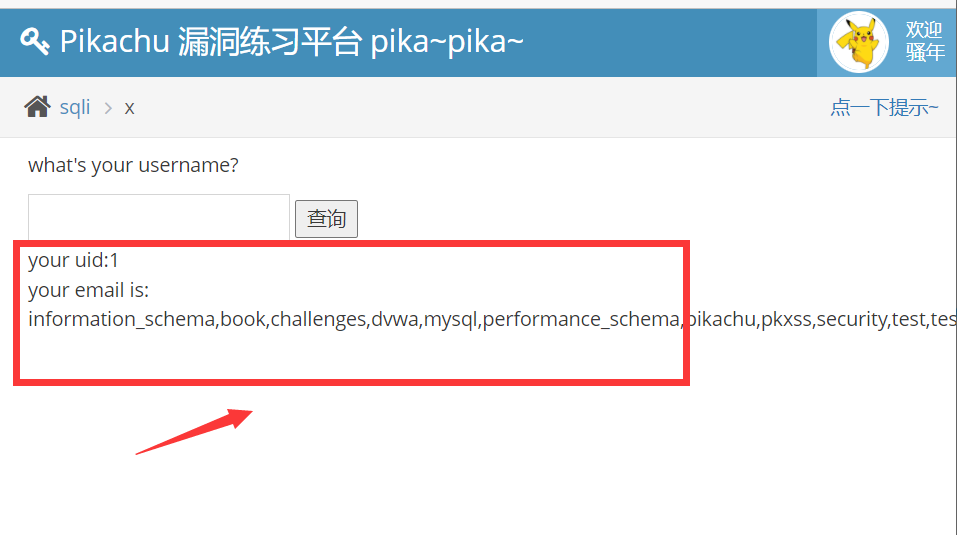 Pikachu 漏洞练习平台 pika~pika~
欢迎
骚年
sqli > x
点一下提示~
what's your username?
查询
your uid:1
your email is:
information_schema,book,challenges,dvwa,mysql,performance_schema,pikachu,pkxss,security,test,tes